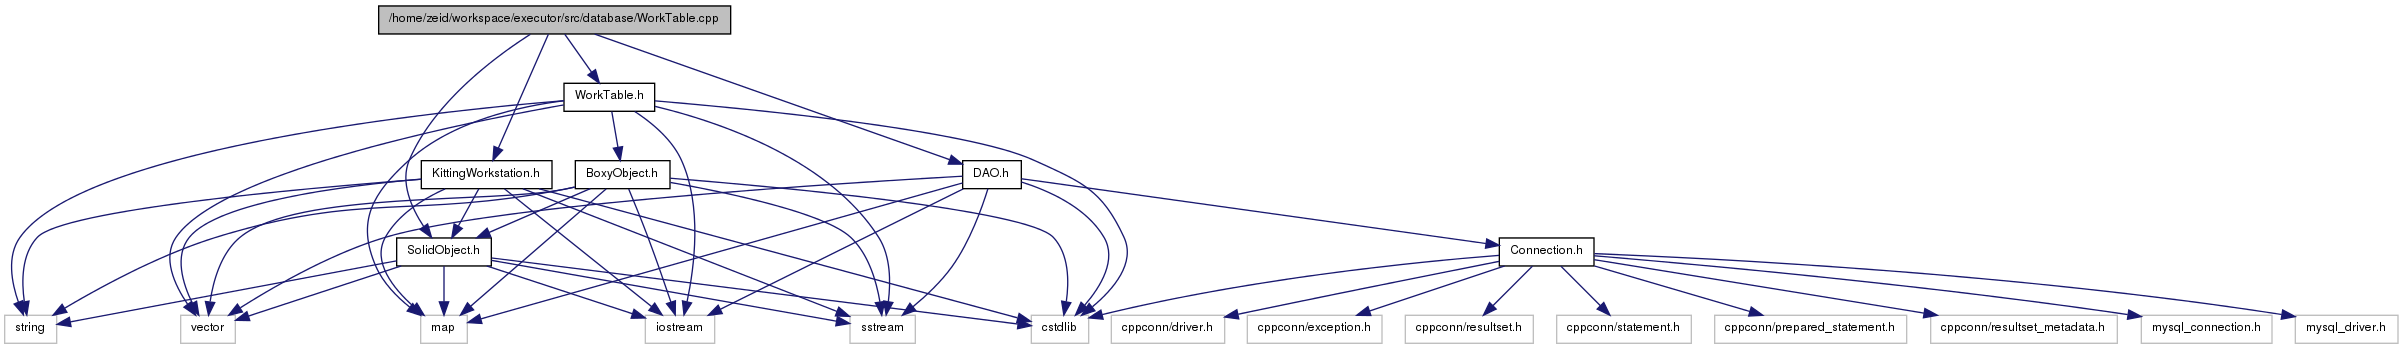 /home/zeid/workspace/executor/src/database/WorkTable.cpp
WorkTable.h
KittingWorkstation.h
BoxyObject.h
DAO.h
SolidObject.h
Connection.h
string
vector
map
iostream
sstream
cstdlib
cppconn/driver.h
cppconn/exception.h
cppconn/resultset.h
cppconn/statement.h
cppconn/prepared_statement.h
cppconn/resultset_metadata.h
mysql_connection.h
mysql_driver.h